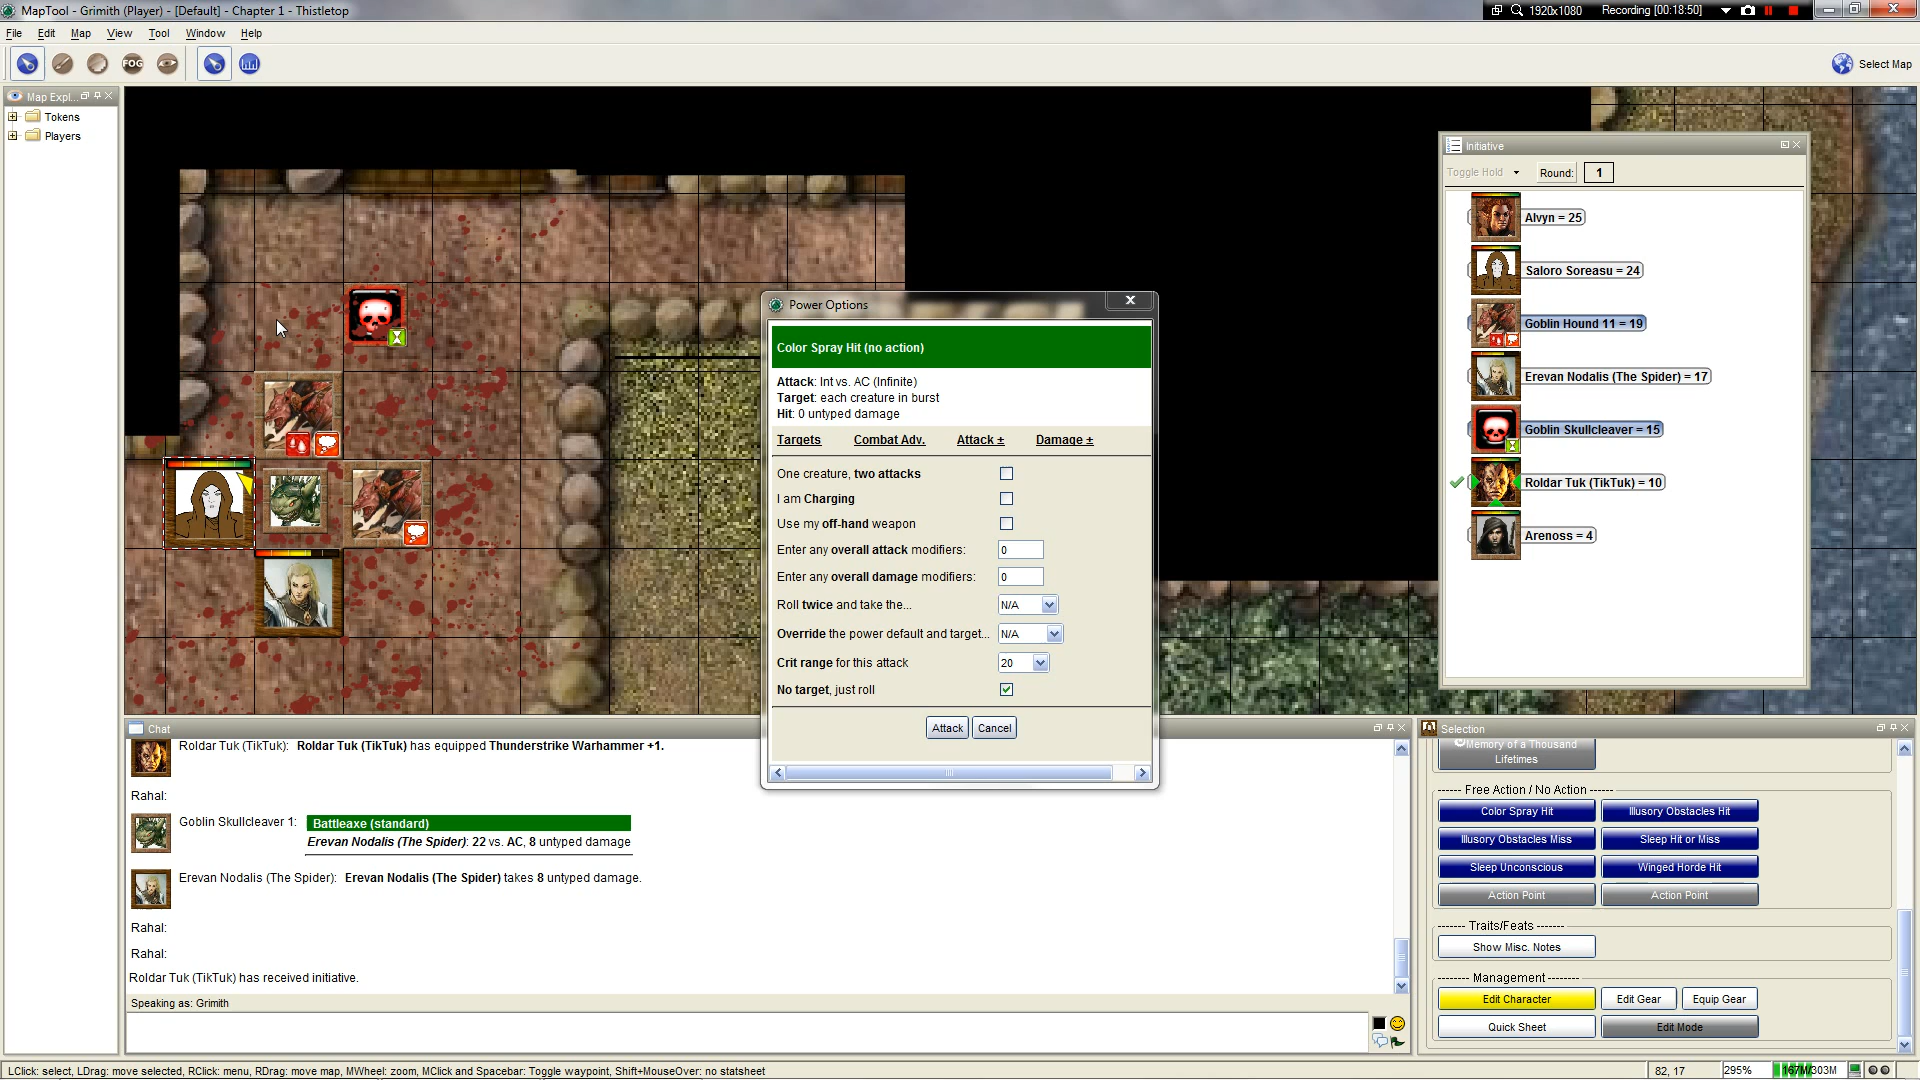 MapTool - Grimith (Player) - [Default] - Chapter 1 - Thistletop
1920x1080
Recording [00:18:50]
File Edit Map View Tool Window Help
FOG
Select Map
Map Expl...
Tokens
Players
Initiative
Toggle Hold
Round: 1
Alvyn = 25
Saloro Soreasu = 24
Goblin Hound 11 = 19
Erevan Nodalis (The Spider) = 17
Goblin Skullcleaver = 15
Roldar Tuk (TikTuk) = 10
Arenoss = 4
Power Options
Color Spray Hit (no action)
Attack: Int vs. AC (Infinite)
Target: each creature in burst
Hit: 0 untyped damage
Targets Combat Adv. Attack ± Damage ±
One creature, two attacks
I am Charging
Use my off-hand weapon
Enter any overall attack modifiers: 0
Enter any overall damage modifiers: 0
Roll twice and take the... N/A
Override the power default and target... N/A
Crit range for this attack 20
No target, just roll
Attack Cancel
Chat
Roldar Tuk (TikTuk): Roldar Tuk (TikTuk) has equipped Thunderstrike Warhammer +1.
Rahal:
Goblin Skullcleaver 1: Battleaxe (standard)
Erevan Nodalis (The Spider): 22 vs. AC, 8 untyped damage
Erevan Nodalis (The Spider): Erevan Nodalis (The Spider) takes 8 untyped damage.
Rahal:
Rahal:
Roldar Tuk (TikTuk) has received initiative.
Speaking as: Grimith
Selection
Memory of a Thousand
Lifetimes
------ Free Action / No Action ------
Color Spray Hit Illusory Obstacles Hit
Illusory Obstacles Miss Sleep Hit or Miss
Sleep Unconscious Winged Horde Hit
Action Point Action Point
------- Traits/Feats -------
Show Misc. Notes
-------- Management --------
Edit Character Edit Gear Equip Gear
Quick Sheet Edit Mode
LClick: select, LDrag: move selected, RClick: menu, RDrag: move map, MWheel: zoom, MClick and Spacebar: Toggle waypoint, Shift+MouseOver: no statsheet
82, 17
295%
167M/303M